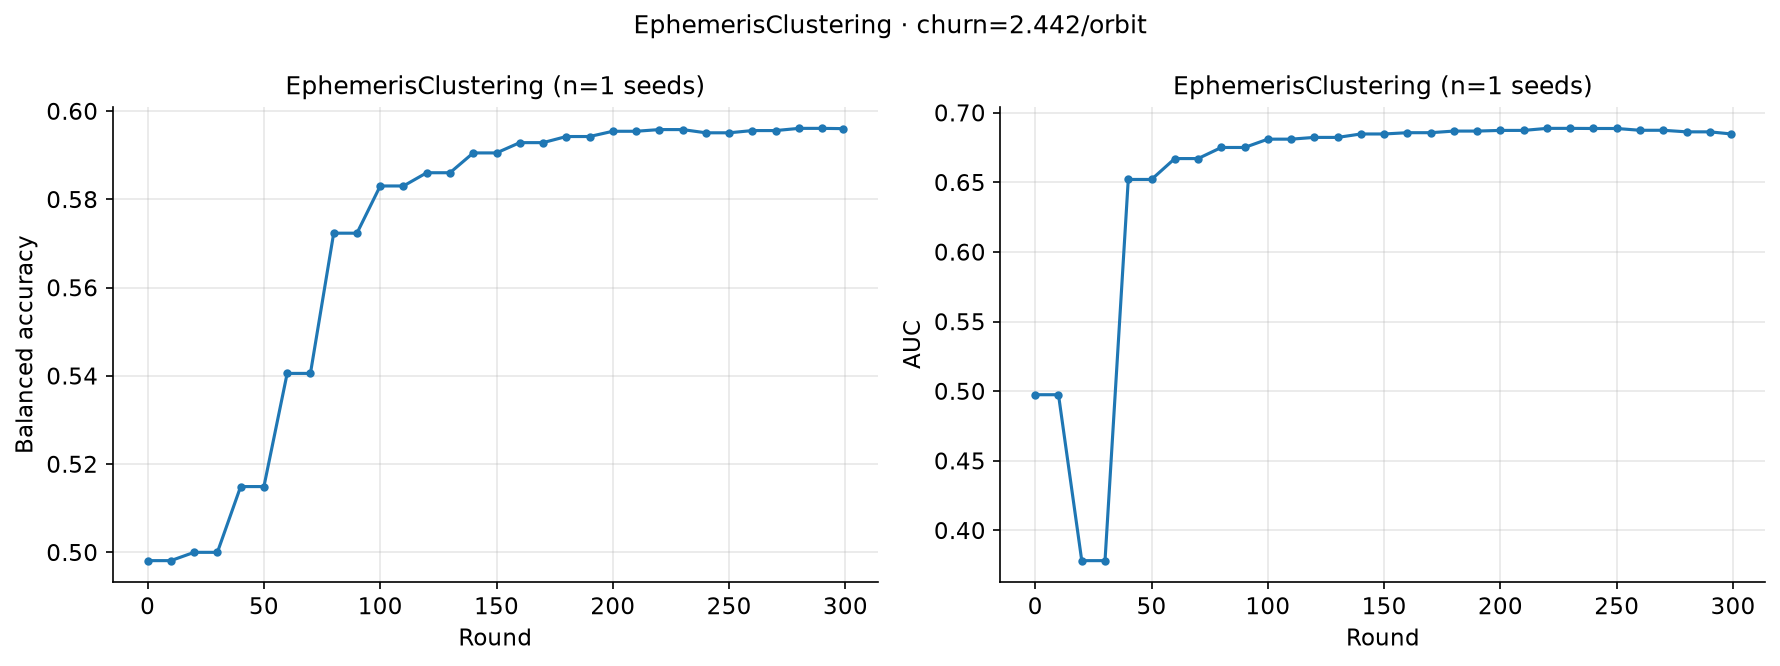 EphemerisClustering · churn=2.442/orbit
EphemerisClustering (n=1 seeds)
Balanced accuracy
0.60
0.58
0.56
0.54
0.52
0.50
0 50 100 150 200 250 300
Round
EphemerisClustering (n=1 seeds)
AUC
0.70
0.65
0.60
0.55
0.50
0.45
0.40
0 50 100 150 200 250 300
Round